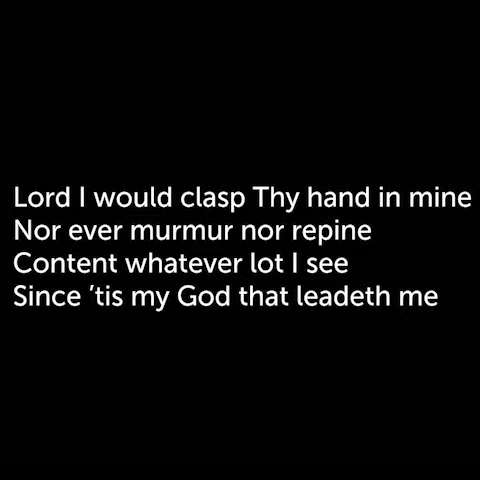 Lord I would clasp Thy hand in mine
Nor ever murmur nor repine
Content whatever lot I see
Since ’tis my God that leadeth me